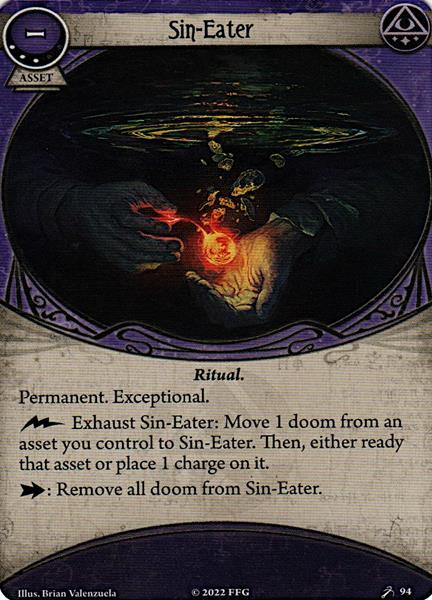 –
Sin-Eater
ASSET
Ritual.
Permanent. Exceptional.
Exhaust Sin-Eater: Move 1 doom from an
asset you control to Sin-Eater. Then, either ready
that asset or place 1 charge on it.
: Remove all doom from Sin-Eater.
Illus. Brian Valenzuela
© 2022 FFG
94